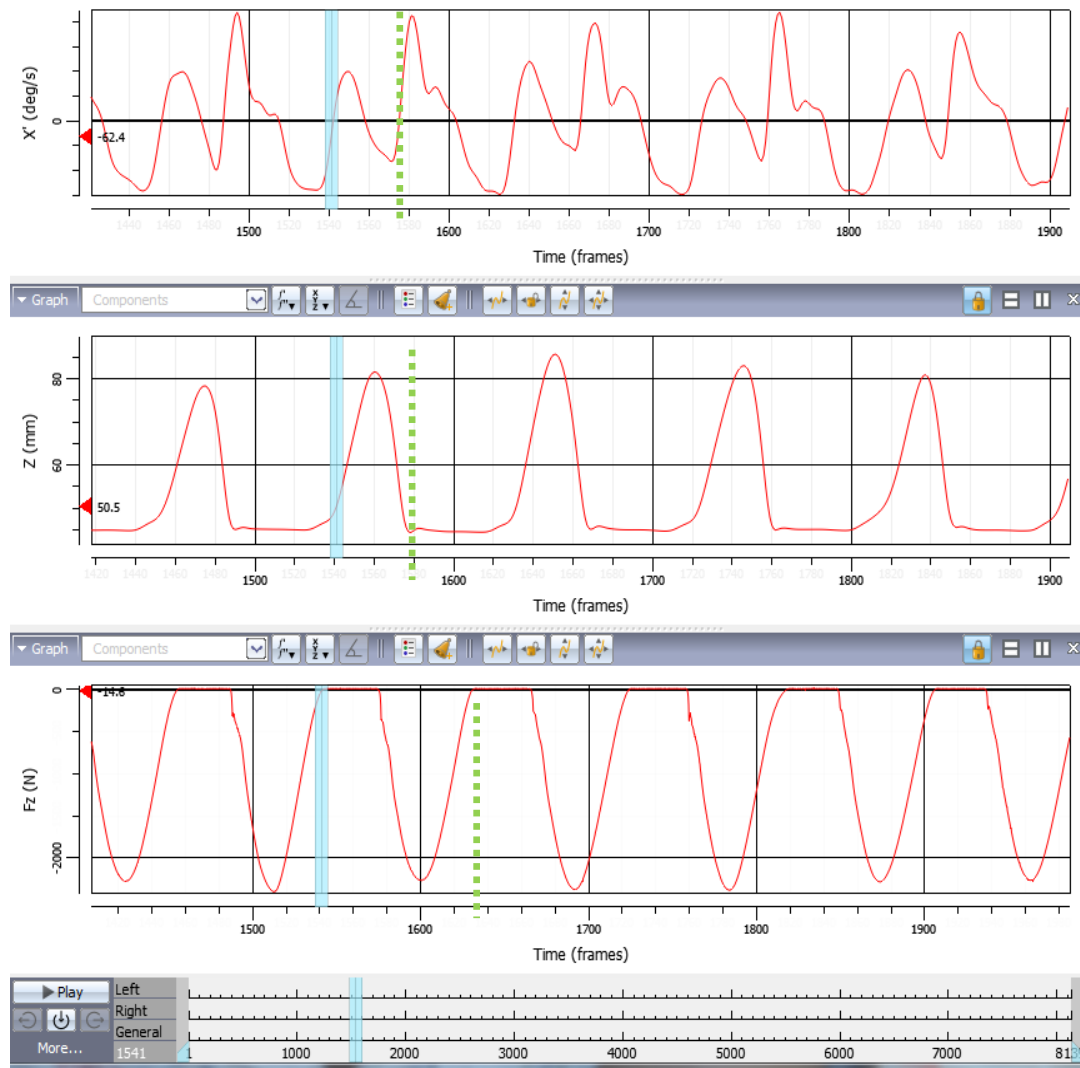 X' (deg/s)
0
-62.4
1440 1460 1480 1500 1520 1540 1560 1580 1600 1620 1640 1660 1680 1700 1720 1740 1760 1780 1800 1820 1840 1860 1880 1900
Time (frames)
Graph Components
Z (mm)
80
60
50.5
1420 1440 1460 1480 1500 1520 1540 1560 1600 1620 1640 1660 1680 1700 1720 1740 1760 1780 1800 1820 1840 1860 1880 1900
Time (frames)
Graph Components
Fz (N)
0
-14.6
-2000
1500 1600 1700 1800 1900
Time (frames)
Play Left
Right
General
More... 1541 1 1000 2000 3000 4000 5000 6000 7000